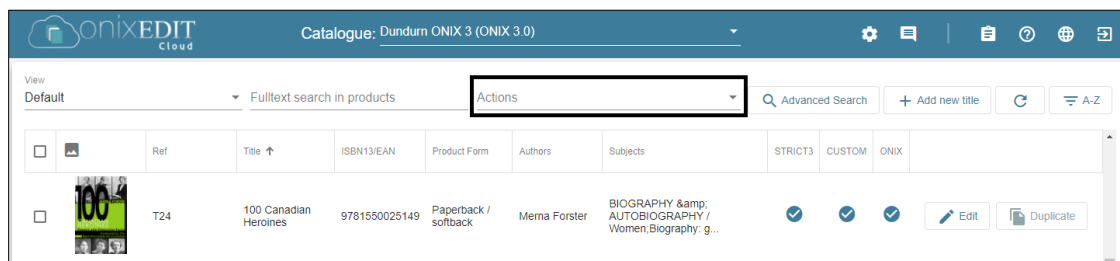 onixEDIT
Cloud
Catalogue: Dundurn ONIX 3 (ONIX 3.0)
View
Default
Fulltext search in products
Actions
Advanced Search
+ Add new title
A-Z
Ref
Title ↑
ISBN13/EAN
Product Form
Authors
Subjects
STRICT3
CUSTOM
ONIX
100
HEROINES
T24
100 Canadian
Heroines
9781550025149
Paperback /
softback
Merna Forster
BIOGRAPHY &amp;
AUTOBIOGRAPHY /
Women;Biography: g...
Edit
Duplicate